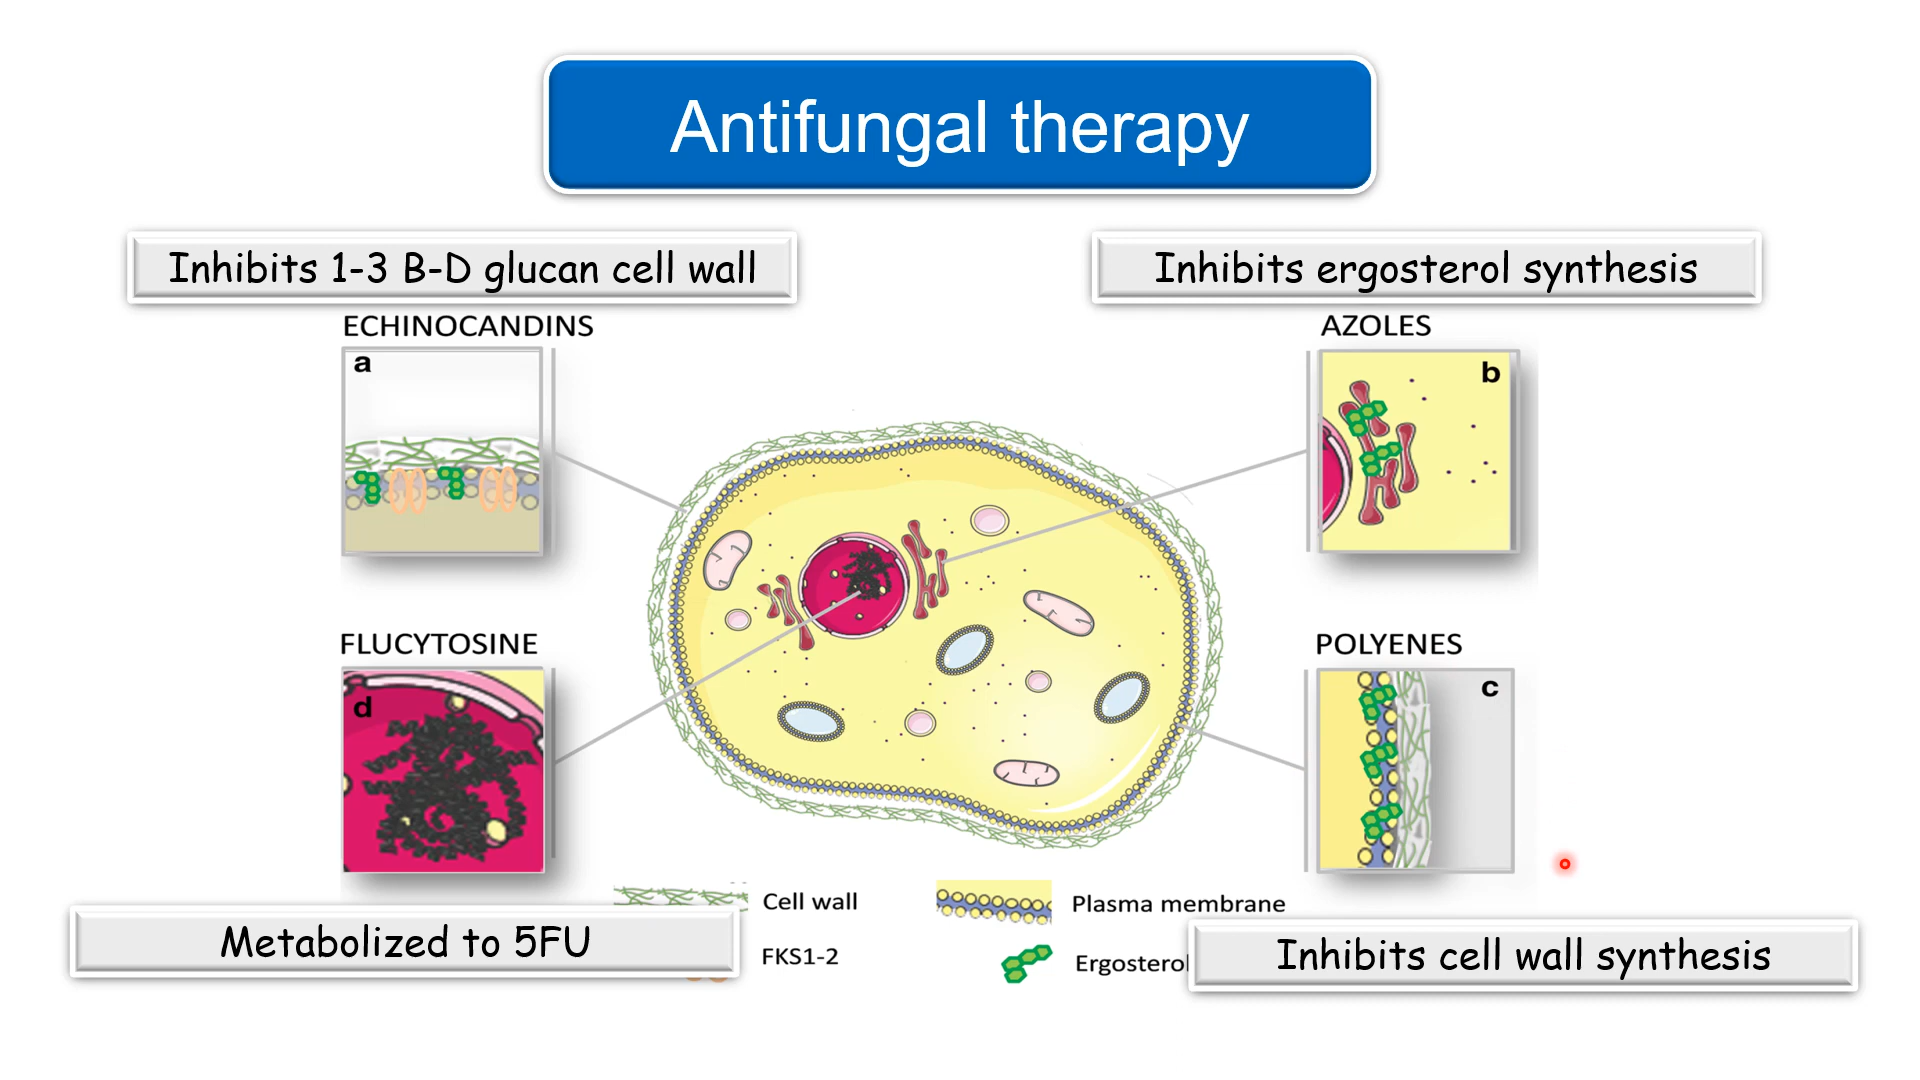 Antifungal therapy
Inhibits 1-3 B-D glucan cell wall
Inhibits ergosterol synthesis
ECHINOCANDINS
AZOLES
a
b
FLUCYTOSINE
POLYENES
d
c
Cell wall
Plasma membrane
Metabolized to 5FU
FKS1-2
Ergosterol
Inhibits cell wall synthesis